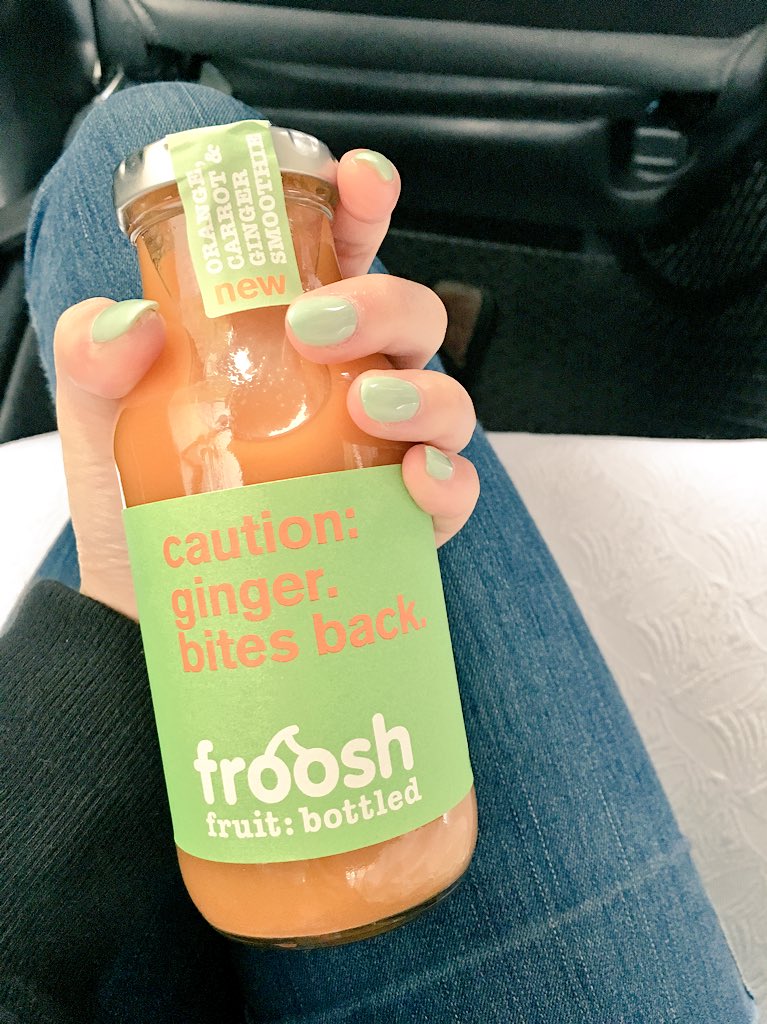 ORANGE,
CARROT &
GINGER
SMOOTHIE
new
caution:
ginger.
bites back.
froosh
fruit: bottled